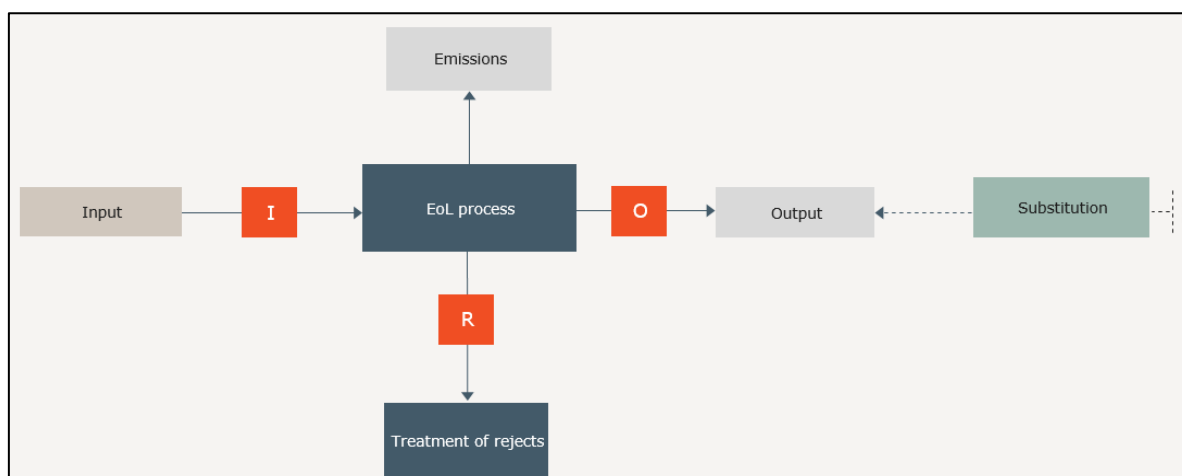 Emissions
Input
I
EoL process
O
Output
Substitution
R
Treatment of rejects